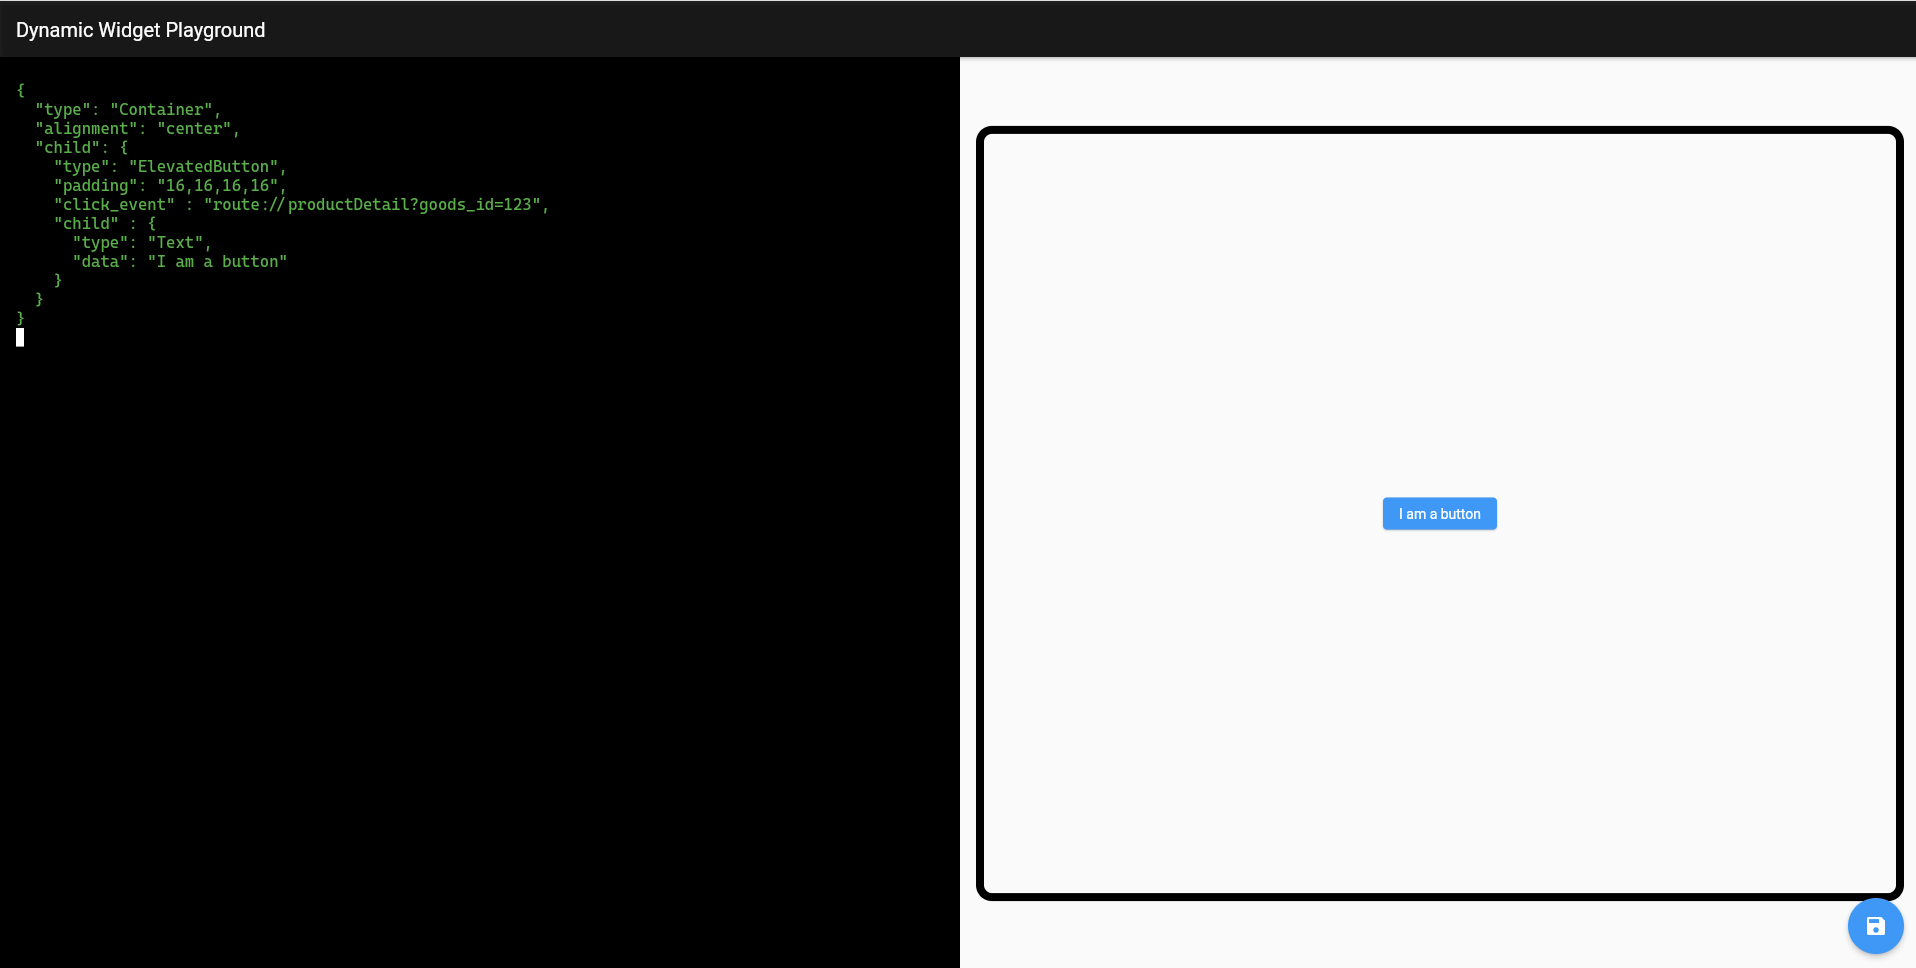 Dynamic Widget Playground
{
  "type": "Container",
  "alignment": "center",
  "child": {
    "type": "ElevatedButton",
    "padding": "16,16,16,16",
    "click_event" : "route://productDetail?goods_id=123",
    "child" : {
      "type": "Text",
      "data": "I am a button"
    }
  }
}
I am a button